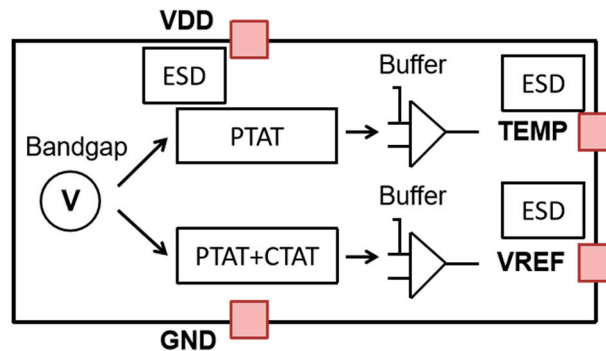 VDD
ESD
Buffer
ESD
PTAT
TEMP
Bandgap
V
Buffer
ESD
PTAT+CTAT
VREF
GND